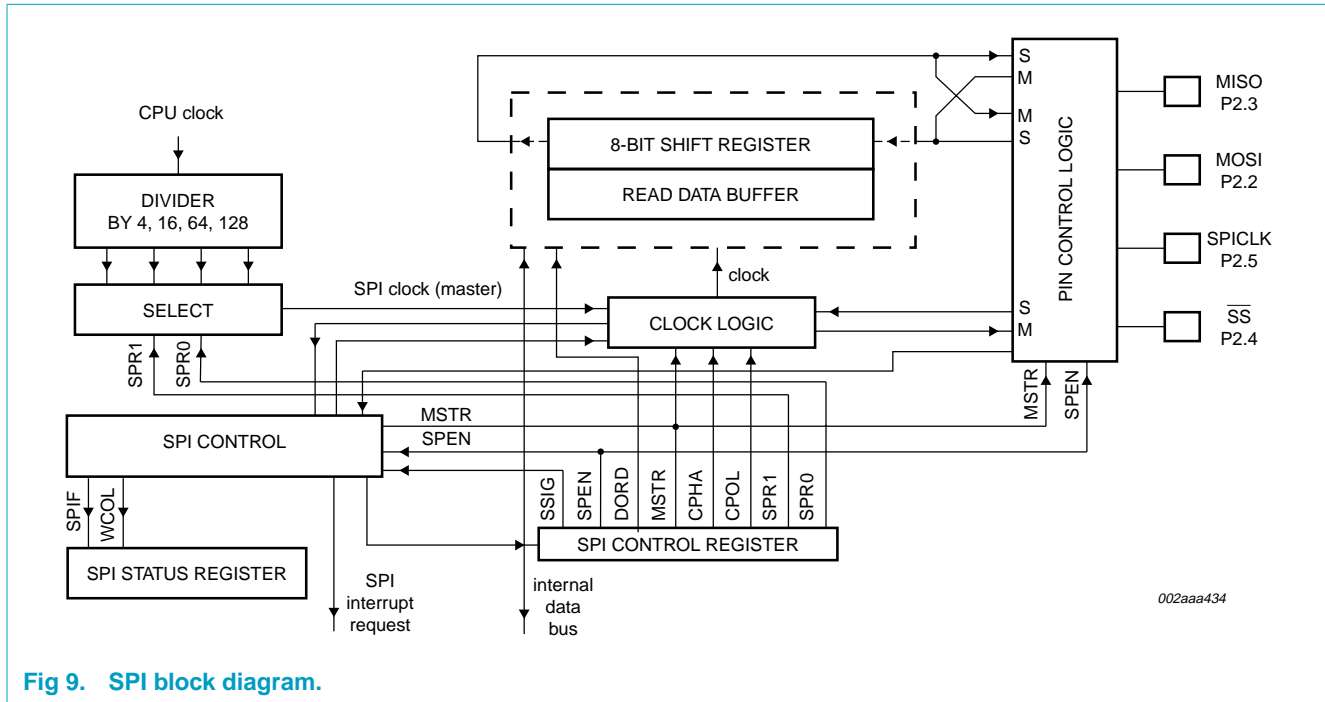 CPU clock
DIVIDER
BY 4, 16, 64, 128
SELECT
SPR1
SPR0
SPI clock (master)
8-BIT SHIFT REGISTER
READ DATA BUFFER
clock
CLOCK LOGIC
S
M
M
S
S
M
PIN CONTROL LOGIC
MISO
P2.3
MOSI
P2.2
SPICLK
P2.5
SS
P2.4
MSTR
SPEN
SPI CONTROL
MSTR
SPEN
SPIF
WCOL
SPI STATUS REGISTER
SSIG
SPEN
DORD
MSTR
CPHA
CPOL
SPR1
SPR0
SPI CONTROL REGISTER
SPI
interrupt
request
internal
data
bus
002aaa434
Fig 9. SPI block diagram.